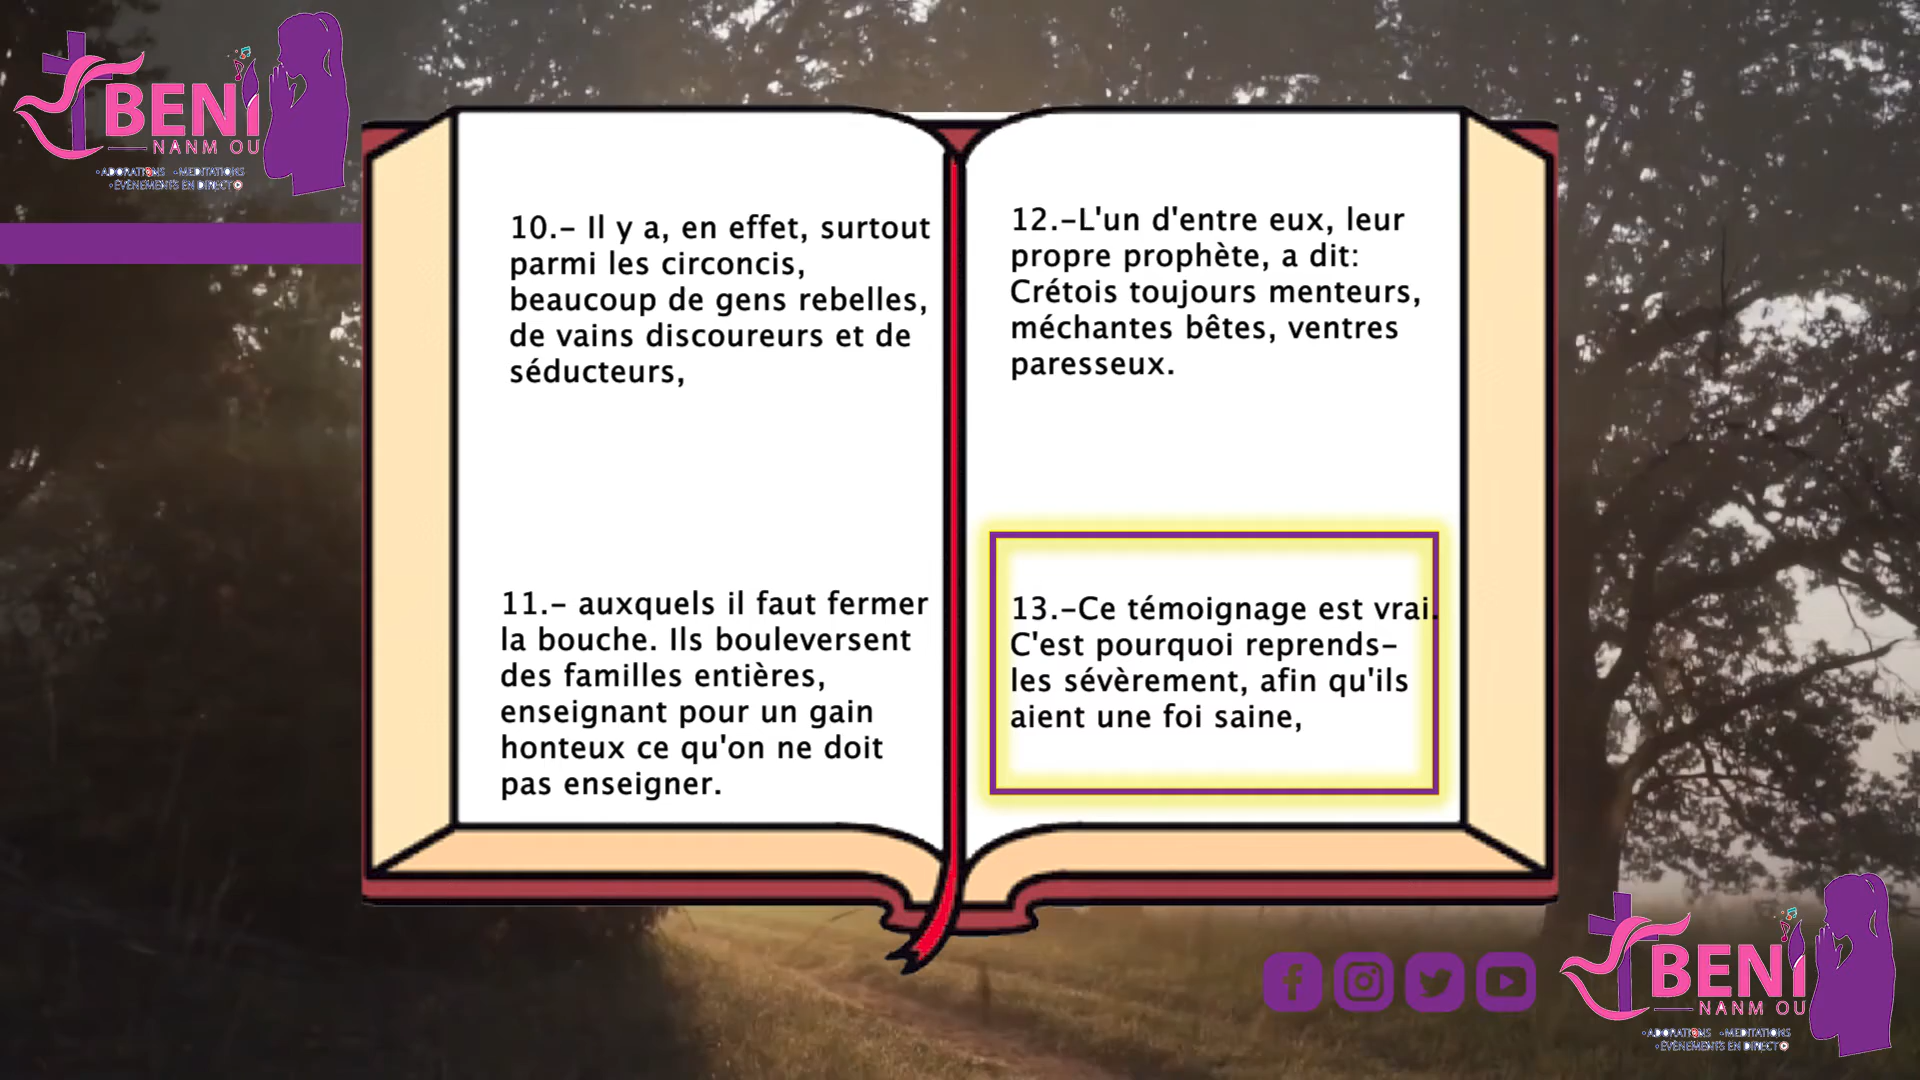 BENI
NANM OU
·ADORATIONS ·MEDITATIONS
·ÉVÉNEMENTS EN DIRECT
10.- Il y a, en effet, surtout
parmi les circoncis,
beaucoup de gens rebelles,
de vains discoureurs et de
séducteurs,
11.- auxquels il faut fermer
la bouche. Ils bouleversent
des familles entières,
enseignant pour un gain
honteux ce qu'on ne doit
pas enseigner.
12.-L'un d'entre eux, leur
propre prophète, a dit:
Crétois toujours menteurs,
méchantes bêtes, ventres
paresseux.
13.-Ce témoignage est vrai.
C'est pourquoi reprends-
les sévèrement, afin qu'ils
aient une foi saine,
BENI
NANM OU
·ADORATIONS ·MEDITATIONS
·ÉVÉNEMENTS EN DIRECT